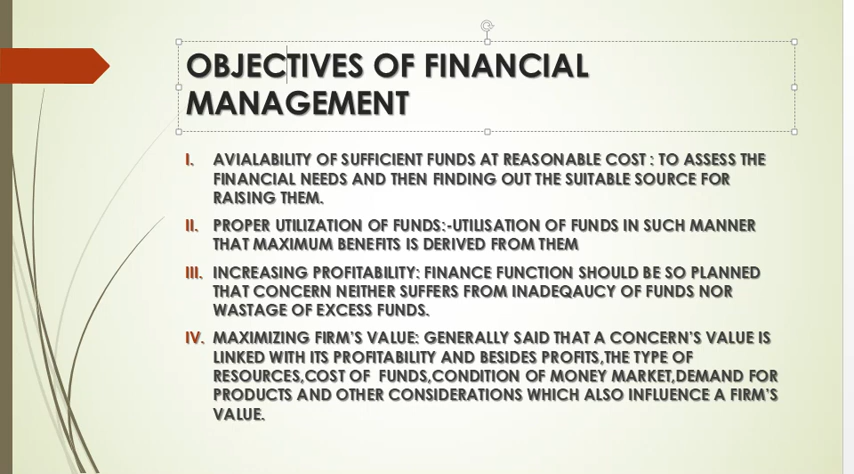 OBJECTIVES OF FINANCIAL
MANAGEMENT
I. AVIALABILITY OF SUFFICIENT FUNDS AT REASONABLE COST : TO ASSESS THE
FINANCIAL NEEDS AND THEN FINDING OUT THE SUITABLE SOURCE FOR
RAISING THEM.
II. PROPER UTILIZATION OF FUNDS:-UTILISATION OF FUNDS IN SUCH MANNER
THAT MAXIMUM BENEFITS IS DERIVED FROM THEM
III. INCREASING PROFITABILITY: FINANCE FUNCTION SHOULD BE SO PLANNED
THAT CONCERN NEITHER SUFFERS FROM INADEQAUCY OF FUNDS NOR
WASTAGE OF EXCESS FUNDS.
IV. MAXIMIZING FIRM'S VALUE: GENERALLY SAID THAT A CONCERN'S VALUE IS
LINKED WITH ITS PROFITABILITY AND BESIDES PROFITS,THE TYPE OF
RESOURCES,COST OF  FUNDS,CONDITION OF MONEY MARKET,DEMAND FOR
PRODUCTS AND OTHER CONSIDERATIONS WHICH ALSO INFLUENCE A FIRM'S
VALUE.